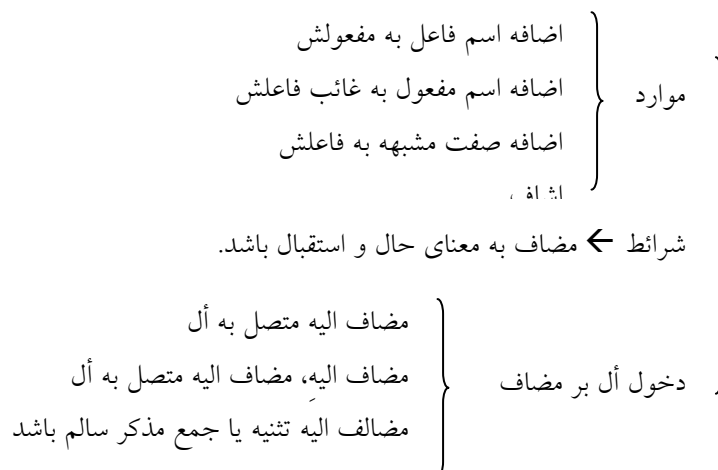 اضافه اسم فاعل به مفعولش
موارد
اضافه اسم مفعول به غائب فاعلش
اضافه صفت مشبهه به فاعلش
شرائط ← مضاف به معنای حال و استقبال باشد.
مضاف الیه متصل به أل
دخول أل بر مضاف
مضاف الیهِ، مضاف الیه متصل به أل
مضالف الیه تثنیه یا جمع مذکر سالم باشد